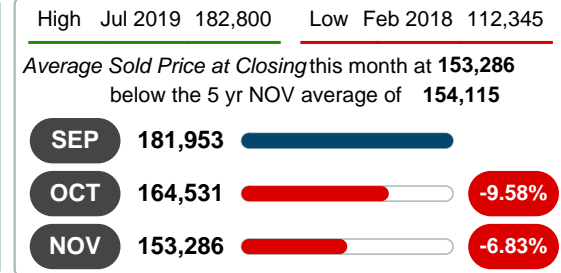 High Jul 2019 182,800 Low Feb 2018 112,345
Average Sold Price at Closing this month at 153,286
below the 5 yr NOV average of 154,115
SEP 181,953
OCT 164,531 -9.58%
NOV 153,286 -6.83%